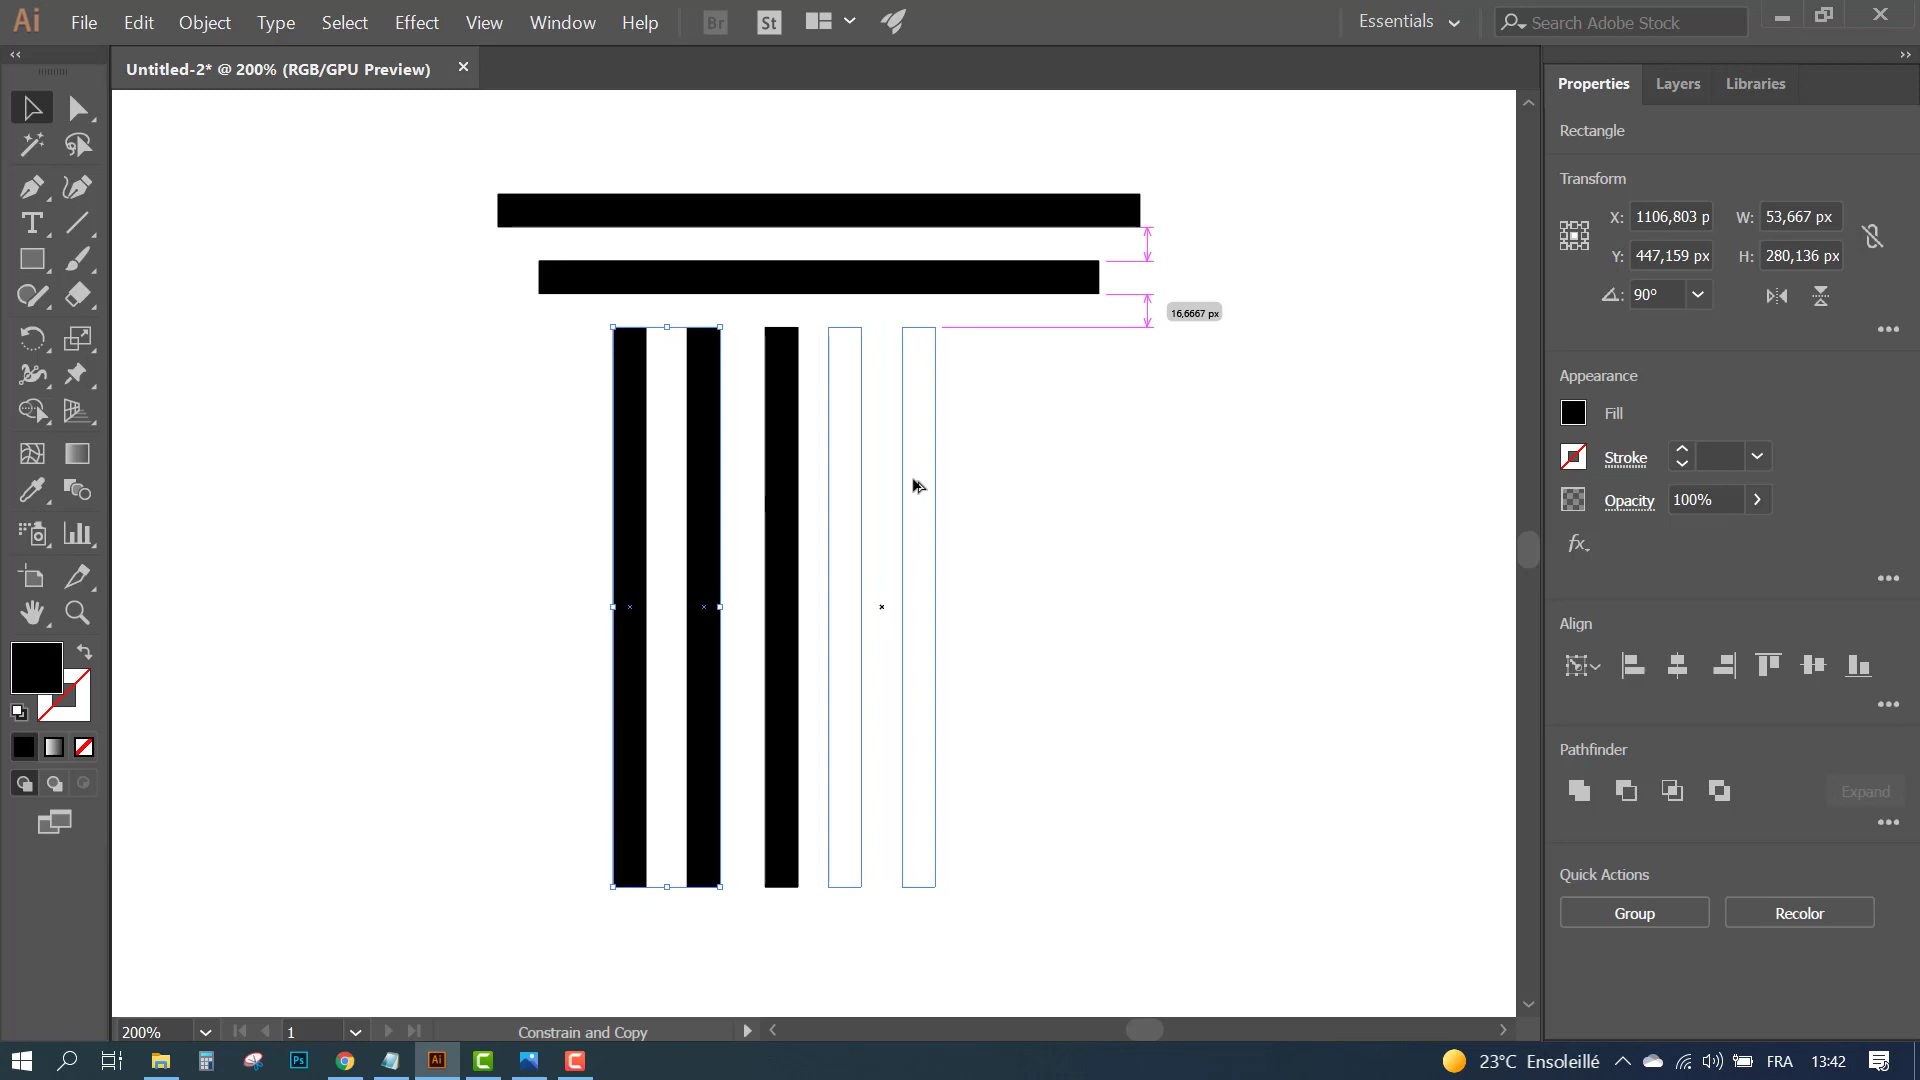 Ai File Edit Object Type Select Effect View Window Help Br St Essentials Search Adobe Stock
Untitled-2* @ 200% (RGB/GPU Preview)
Properties Layers Libraries
Rectangle
Transform
X: 1106,803 p W: 53,667 px
Y: 447,159 px H: 280,136 px
90°
16,6667 px
Appearance
Fill
Stroke
Opacity 100%
fx
Align
Pathfinder
Expand
Quick Actions
Group Recolor
200% 1 Constrain and Copy
Ps Ai 23°C Ensoleillé FRA 13:42